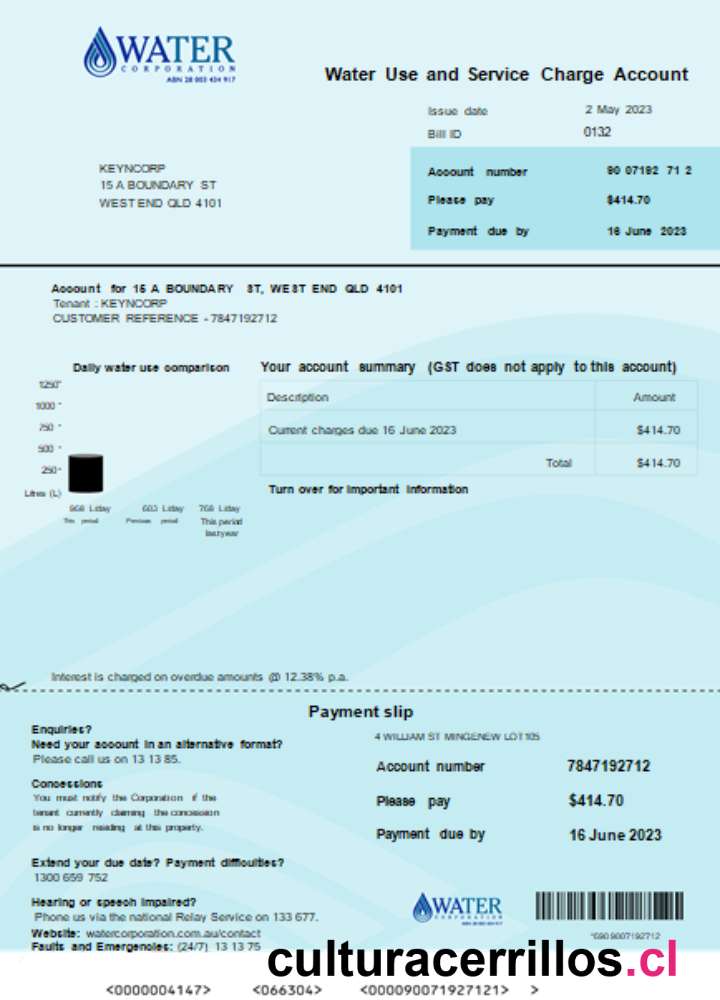 WATER
CORPORATION
ABN 28 003 434 917
Water Use and Service Charge Account
Issue date 2 May 2023
Bill ID 0132
KEYNCORP
15 A BOUNDARY ST
WEST END QLD 4101
Account number 90 07192 71 2
Please pay $414.70
Payment due by 16 June 2023
Account for 15 A BOUNDARY ST, WEST END QLD 4101
Tenant : KEYNCORP
CUSTOMER REFERENCE - 7847192712
Daily water use comparison
1250
1000
750
500
250
Litres (L)
L/day L/day L/day
This period Previous period This period
last year
Your account summary (GST does not apply to this account)
Description Amount
Current charges due 16 June 2023 $414.70
Total $414.70
Turn over for important information
Interest is charged on overdue amounts @ 12.38% p.a.
Payment slip
Enquiries?
Need your account in an alternative format?
Please call us on 13 13 85.
Concessions
You must notify the Corporation if the
tenant currently claiming the concession
is no longer residing at this property.
Extend your due date? Payment difficulties?
1300 659 752
Hearing or speech impaired?
Phone us via the national Relay Service on 133 677.
Website: watercorporation.com.au/contact
Faults and Emergencies: (24/7) 13 13 75
4 WILLIAM ST MINGENEW LOT 105
Account number 7847192712
Please pay $414.70
Payment due by 16 June 2023
WATER
CORPORATION
*690 9007192712
culturacerrillos.cl
<0000004147> <066304> <000090071927121> >